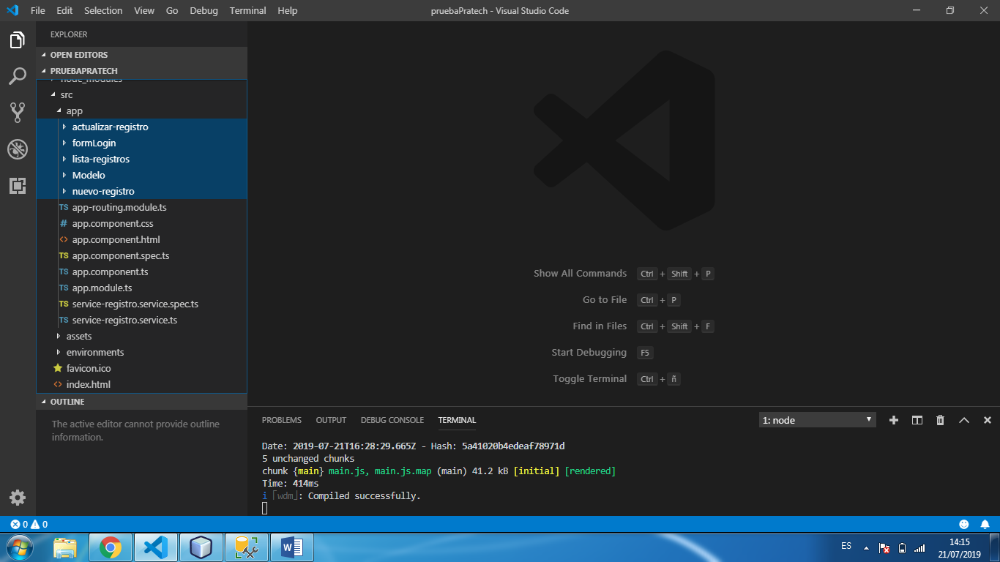 File Edit Selection View Go Debug Terminal Help
pruebaPratech - Visual Studio Code
EXPLORER
OPEN EDITORS
PRUEBAPRATECH
node_modules
src
app
actualizar-registro
formLogin
lista-registros
Modelo
nuevo-registro
TS app-routing.module.ts
# app.component.css
<> app.component.html
TS app.component.spec.ts
TS app.component.ts
TS app.module.ts
TS service-registro.service.spec.ts
TS service-registro.service.ts
assets
environments
favicon.ico
<> index.html
OUTLINE
The active editor cannot provide outline
information.
Show All Commands Ctrl + Shift + P
Go to File Ctrl + P
Find in Files Ctrl + Shift + F
Start Debugging F5
Toggle Terminal Ctrl + ñ
PROBLEMS OUTPUT DEBUG CONSOLE TERMINAL 1: node
Date: 2019-07-21T16:28:29.665Z - Hash: 5a41020b4edeaf78971d
5 unchanged chunks
chunk {main} main.js, main.js.map (main) 41.2 kB [initial] [rendered]
Time: 414ms
i ｢wdm｣: Compiled successfully.
0 0
ES
14:15
21/07/2019